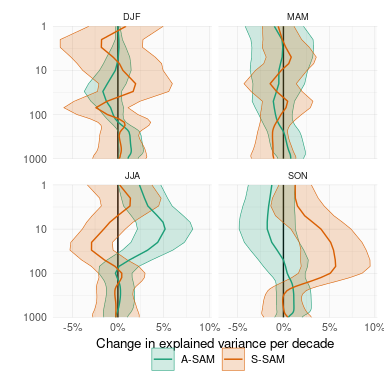 DJF
MAM
1
10
100
1000
JJA
SON
1
10
100
1000
-5%
0%
5%
10%
-5%
0%
5%
10%
Change in explained variance per decade
A-SAM
S-SAM